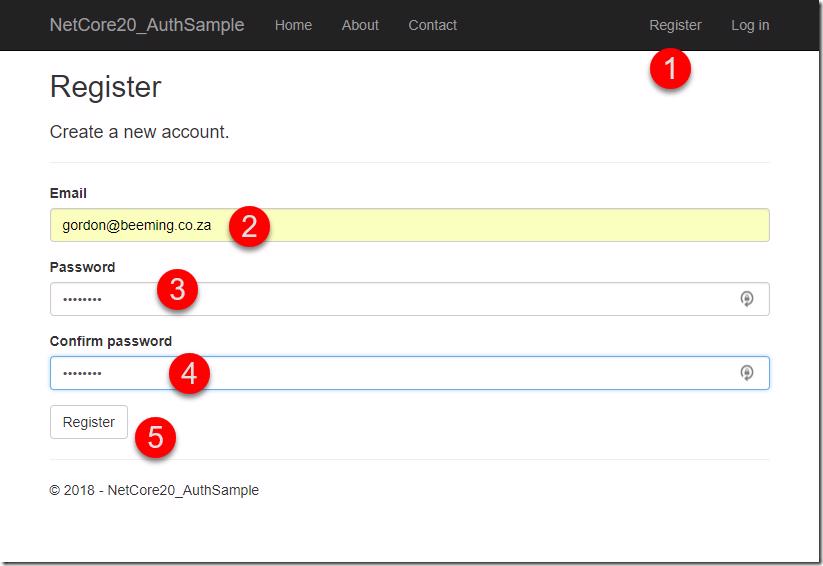 NetCore20_AuthSample Home About Contact Register Log in
1
Register
Create a new account.
Email
gordon@beeming.co.za 2
Password
•••••••• 3
Confirm password
•••••••• 4
Register 5
© 2018 - NetCore20_AuthSample